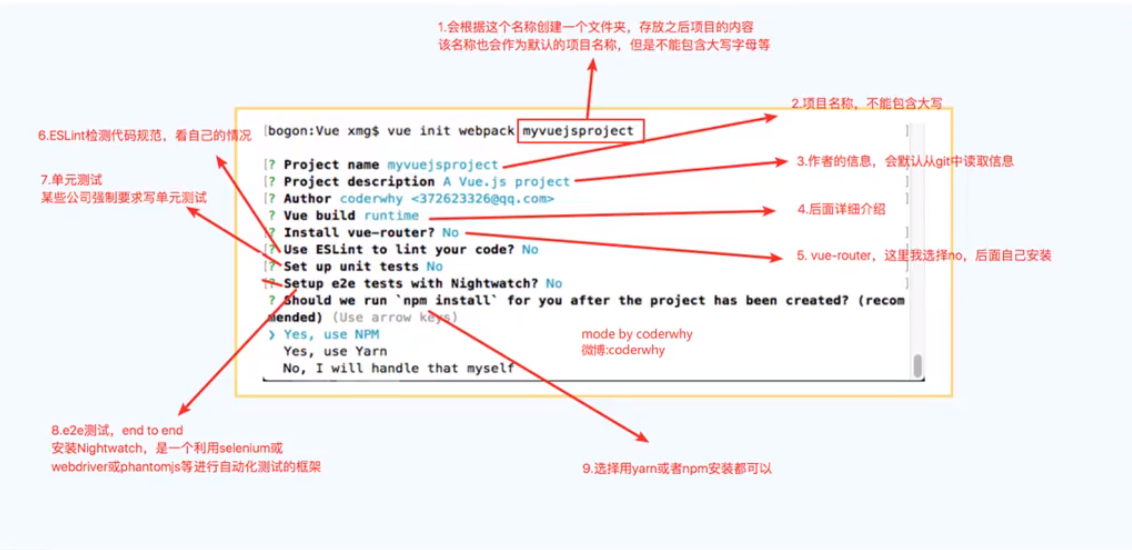 1.会根据这个名称创建一个文件夹，存放之后项目的内容
该名称也会作为默认的项目名称，但是不能包含大写字母等
2.项目名称，不能包含大写
6.ESLint检测代码规范，看自己的情况
[bogon:Vue xmg$ vue init webpack myvuejsproject ]
3.作者的信息，会默认从git中读取信息
7.单元测试
某些公司强制要求写单元测试
[? Project name myvuejsproject ]
[? Project description A Vue.js project ]
[? Author coderwhy <372623326@qq.com> ]
4.后面详细介绍
? Vue build runtime
[? Install vue-router? No ]
5. vue-router，这里我选择no，后面自己安装
[? Use ESLint to lint your code? No ]
[? Set up unit tests No ]
[? Setup e2e tests with Nightwatch? No ]
? Should we run `npm install` for you after the project has been created? (recom
mended) (Use arrow keys)
❯ Yes, use NPM
Yes, use Yarn
No, I will handle that myself
mode by coderwhy
微博:coderwhy
8.e2e测试，end to end
安装Nightwatch，是一个利用selenium或
webdriver或phantomjs等进行自动化测试的框架
9.选择用yarn或者npm安装都可以